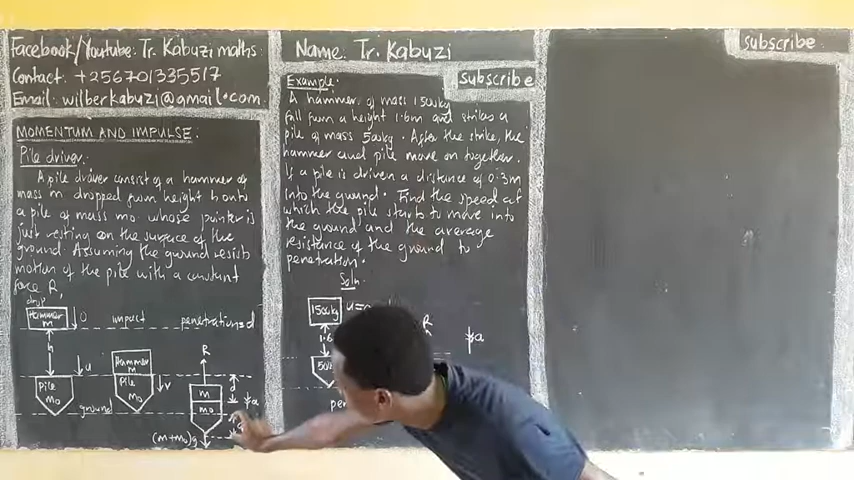 Facebook/Youtube: Tr. Kabuzi maths.
Contact: +256701335517
Email: wilberkabuzi@gmail.com
MOMENTUM AND IMPULSE.
Pile driver.
A pile driver consist of a hammer of
mass m dropped from height h onto
a pile of mass mo. whose pointer is
just resting on the surface of the
ground. Assuming the ground resists
motion of the pile with a constant
force R,
drop
Hammer
m
0
impact
penetration=d
h
u
Pile
mo
ground
Hammer
m
Pile
mo
v
R
m
mo
d
a
(m+mo)g
Name: Tr. Kabuzi
subscribe
Example:
A hammer of mass 1500kg
fall from a height 1.6m and strikes a
pile of mass 500kg. After the strike, the
hammer and pile move on together.
If a pile is driven a distance of 0.3m
into the ground. Find the speed at
which the pile starts to move into
the ground and the average
resistance of the ground to
penetration.
Soln.
1500kg
u=
R
a
subscribe